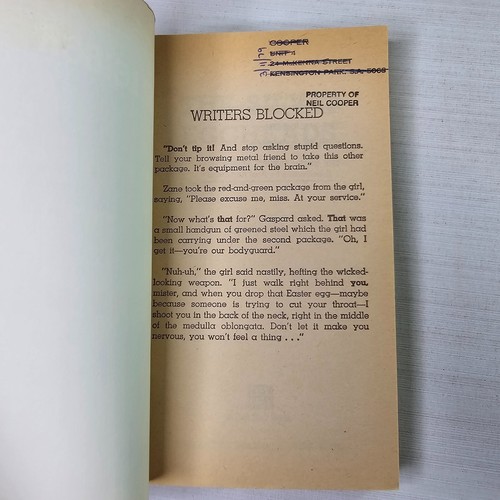 COOPER
UNIT 4
24 McKENNA STREET
KENSINGTON PARK, S.A. 5069
PROPERTY OF
NEIL COOPER
WRITERS BLOCKED
"Don't tip it! And stop asking stupid questions.
Tell your browsing metal friend to take this other
package. It's equipment for the brain."
Zane took the red-and-green package from the girl,
saying, "Please excuse me, miss. At your service."
"Now what's that for?" Gaspard asked. That was
a small handgun of greened steel which the girl had
been carrying under the second package. "Oh, I
get it—you're our bodyguard."
"Nuh-uh," the girl said nastily, hefting the wicked-
looking weapon. "I just walk right behind you,
mister, and when you drop that Easter egg—maybe
because someone is trying to cut your throat—I
shoot you in the back of the neck, right in the middle
of the medulla oblongata. Don't let it make you
nervous, you won't feel a thing . . ."